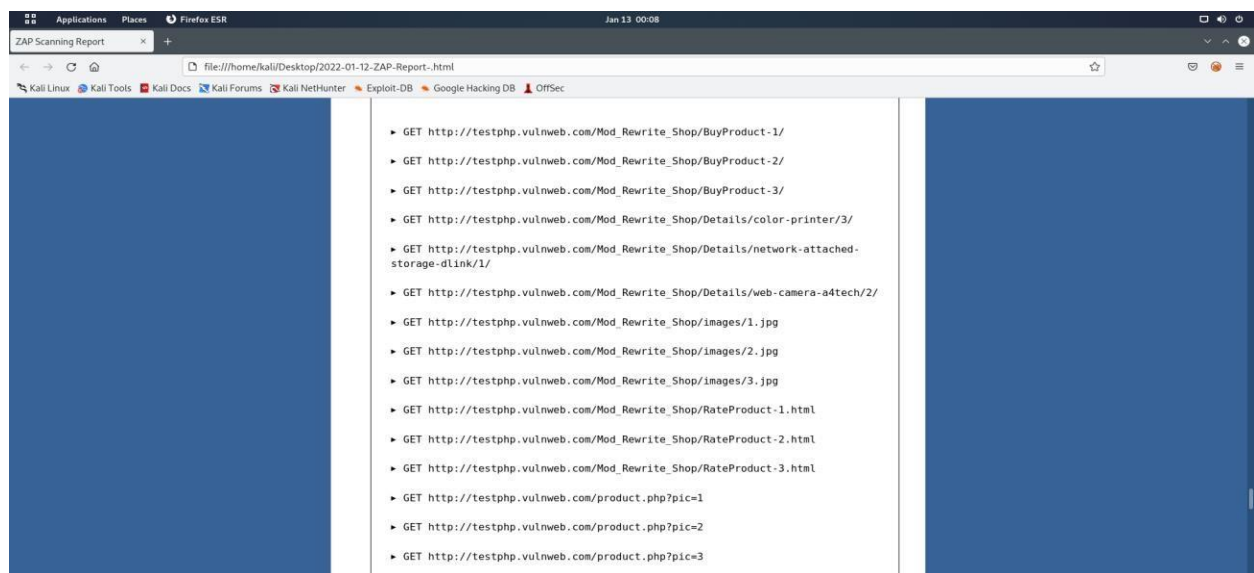 Applications Places Firefox ESR Jan 13 00:08
ZAP Scanning Report
file:///home/kali/Desktop/2022-01-12-ZAP-Report-.html
Kali Linux Kali Tools Kali Docs Kali Forums Kali NetHunter Exploit-DB Google Hacking DB OffSec
GET http://testphp.vulnweb.com/Mod_Rewrite_Shop/BuyProduct-1/
GET http://testphp.vulnweb.com/Mod_Rewrite_Shop/BuyProduct-2/
GET http://testphp.vulnweb.com/Mod_Rewrite_Shop/BuyProduct-3/
GET http://testphp.vulnweb.com/Mod_Rewrite_Shop/Details/color-printer/3/
GET http://testphp.vulnweb.com/Mod_Rewrite_Shop/Details/network-attached-
storage-dlink/1/
GET http://testphp.vulnweb.com/Mod_Rewrite_Shop/Details/web-camera-a4tech/2/
GET http://testphp.vulnweb.com/Mod_Rewrite_Shop/images/1.jpg
GET http://testphp.vulnweb.com/Mod_Rewrite_Shop/images/2.jpg
GET http://testphp.vulnweb.com/Mod_Rewrite_Shop/images/3.jpg
GET http://testphp.vulnweb.com/Mod_Rewrite_Shop/RateProduct-1.html
GET http://testphp.vulnweb.com/Mod_Rewrite_Shop/RateProduct-2.html
GET http://testphp.vulnweb.com/Mod_Rewrite_Shop/RateProduct-3.html
GET http://testphp.vulnweb.com/product.php?pic=1
GET http://testphp.vulnweb.com/product.php?pic=2
GET http://testphp.vulnweb.com/product.php?pic=3